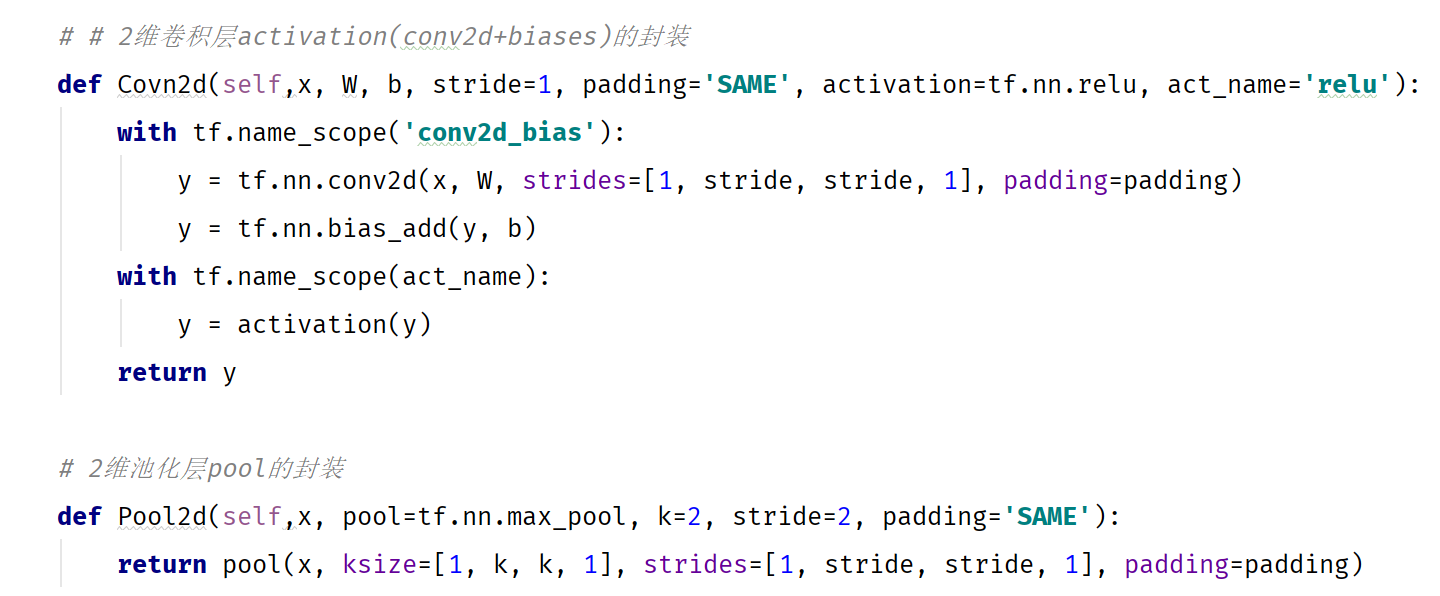 # # 2维卷积层activation(conv2d+biases)的封装
def Covn2d(self,x, W, b, stride=1, padding='SAME', activation=tf.nn.relu, act_name='relu'):
    with tf.name_scope('conv2d_bias'):
        y = tf.nn.conv2d(x, W, strides=[1, stride, stride, 1], padding=padding)
        y = tf.nn.bias_add(y, b)
    with tf.name_scope(act_name):
        y = activation(y)
    return y
# 2维池化层pool的封装
def Pool2d(self,x, pool=tf.nn.max_pool, k=2, stride=2, padding='SAME'):
    return pool(x, ksize=[1, k, k, 1], strides=[1, stride, stride, 1], padding=padding)